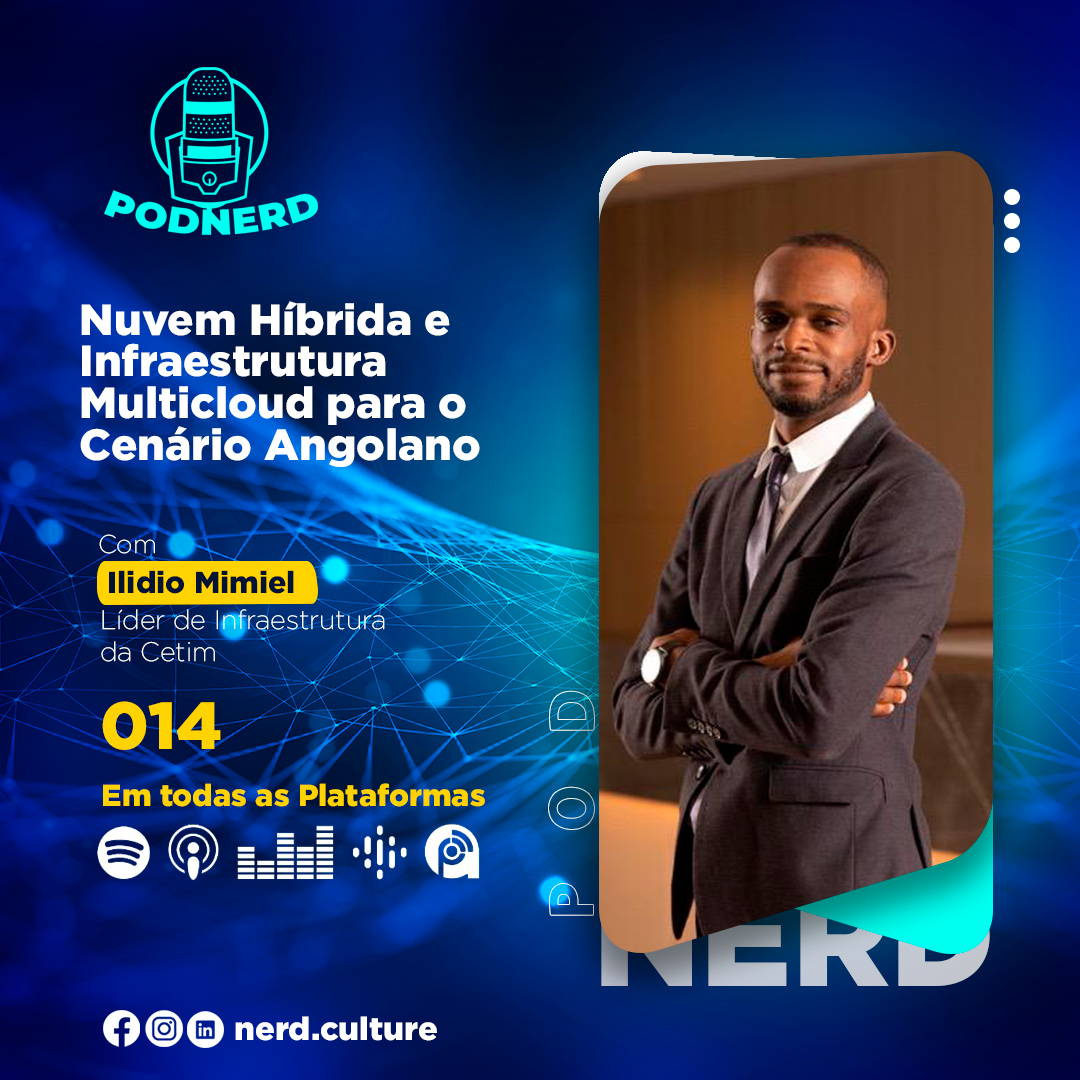 PODNERD
Nuvem Híbrida e
Infraestrutura
Multicloud para o
Cenário Angolano
Com
Ilidio Mimiel
Líder de Infraestrutura
da Cetim
014
Em todas as Plataformas
POD
NERD
nerd.culture